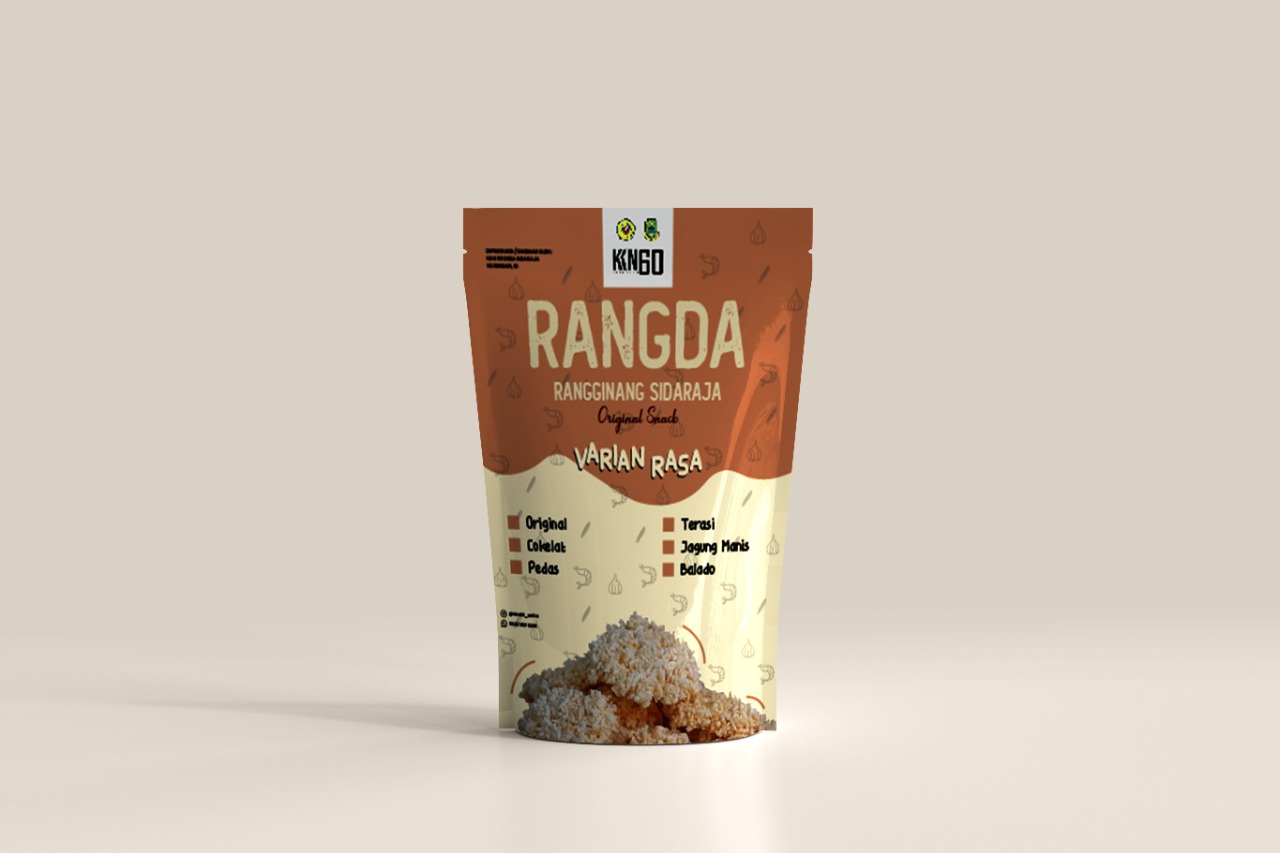 KKN60
RANGDA
RANGGINANG SIDARAJA
Original Snack
VARIAN RASA
Original
Cokelat
Pedas
Terasi
Jagung Manis
Balado